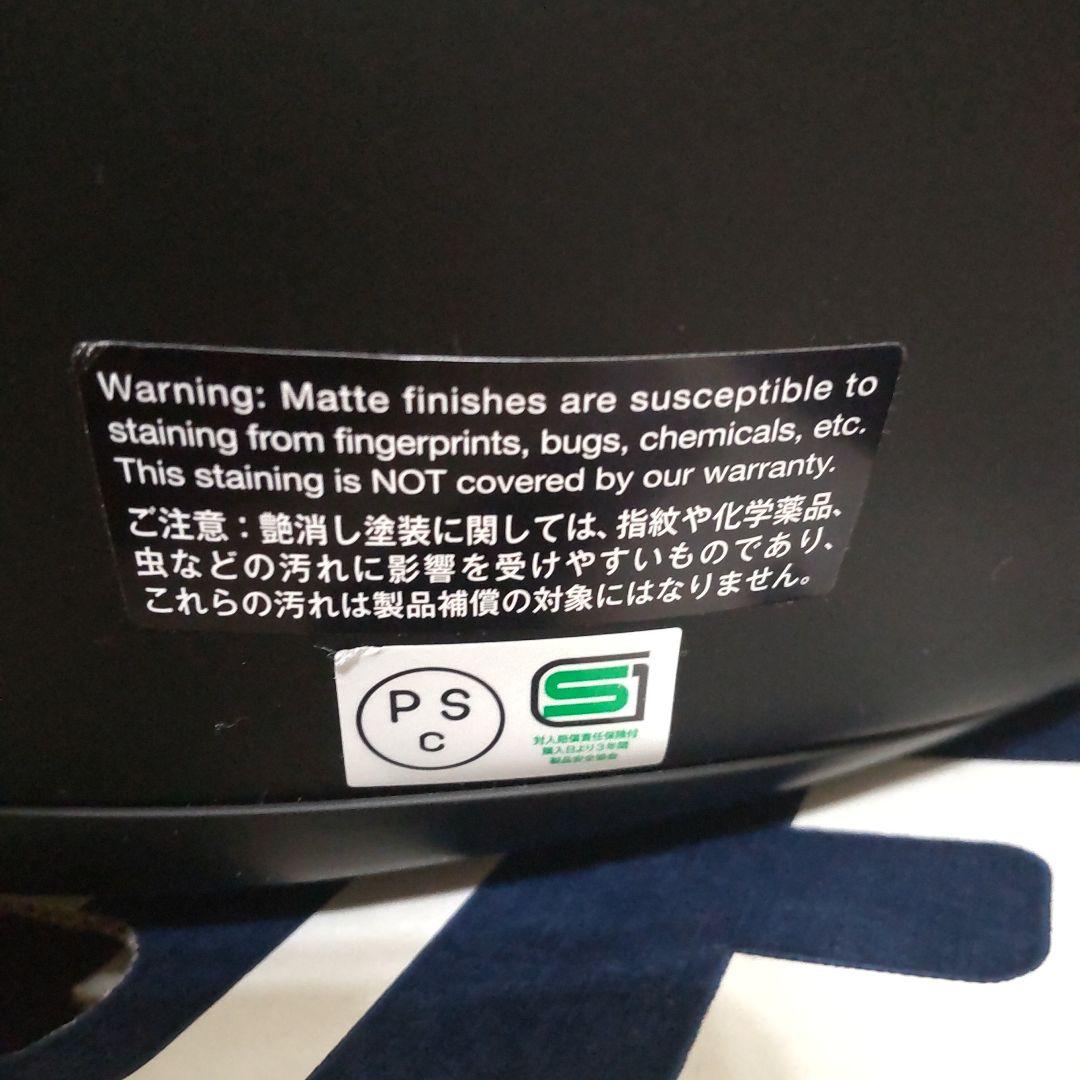 Warning: Matte finishes are susceptible to
staining from fingerprints, bugs, chemicals, etc.
This staining is NOT covered by our warranty.
ご注意：艶消し塗装に関しては、指紋や化学薬品、
虫などの汚れに影響を受けやすいものであり、
これらの汚れは製品補償の対象にはなりません。
PS
C
SG
対人賠償責任保険付
購入日より3年間
製品安全協会